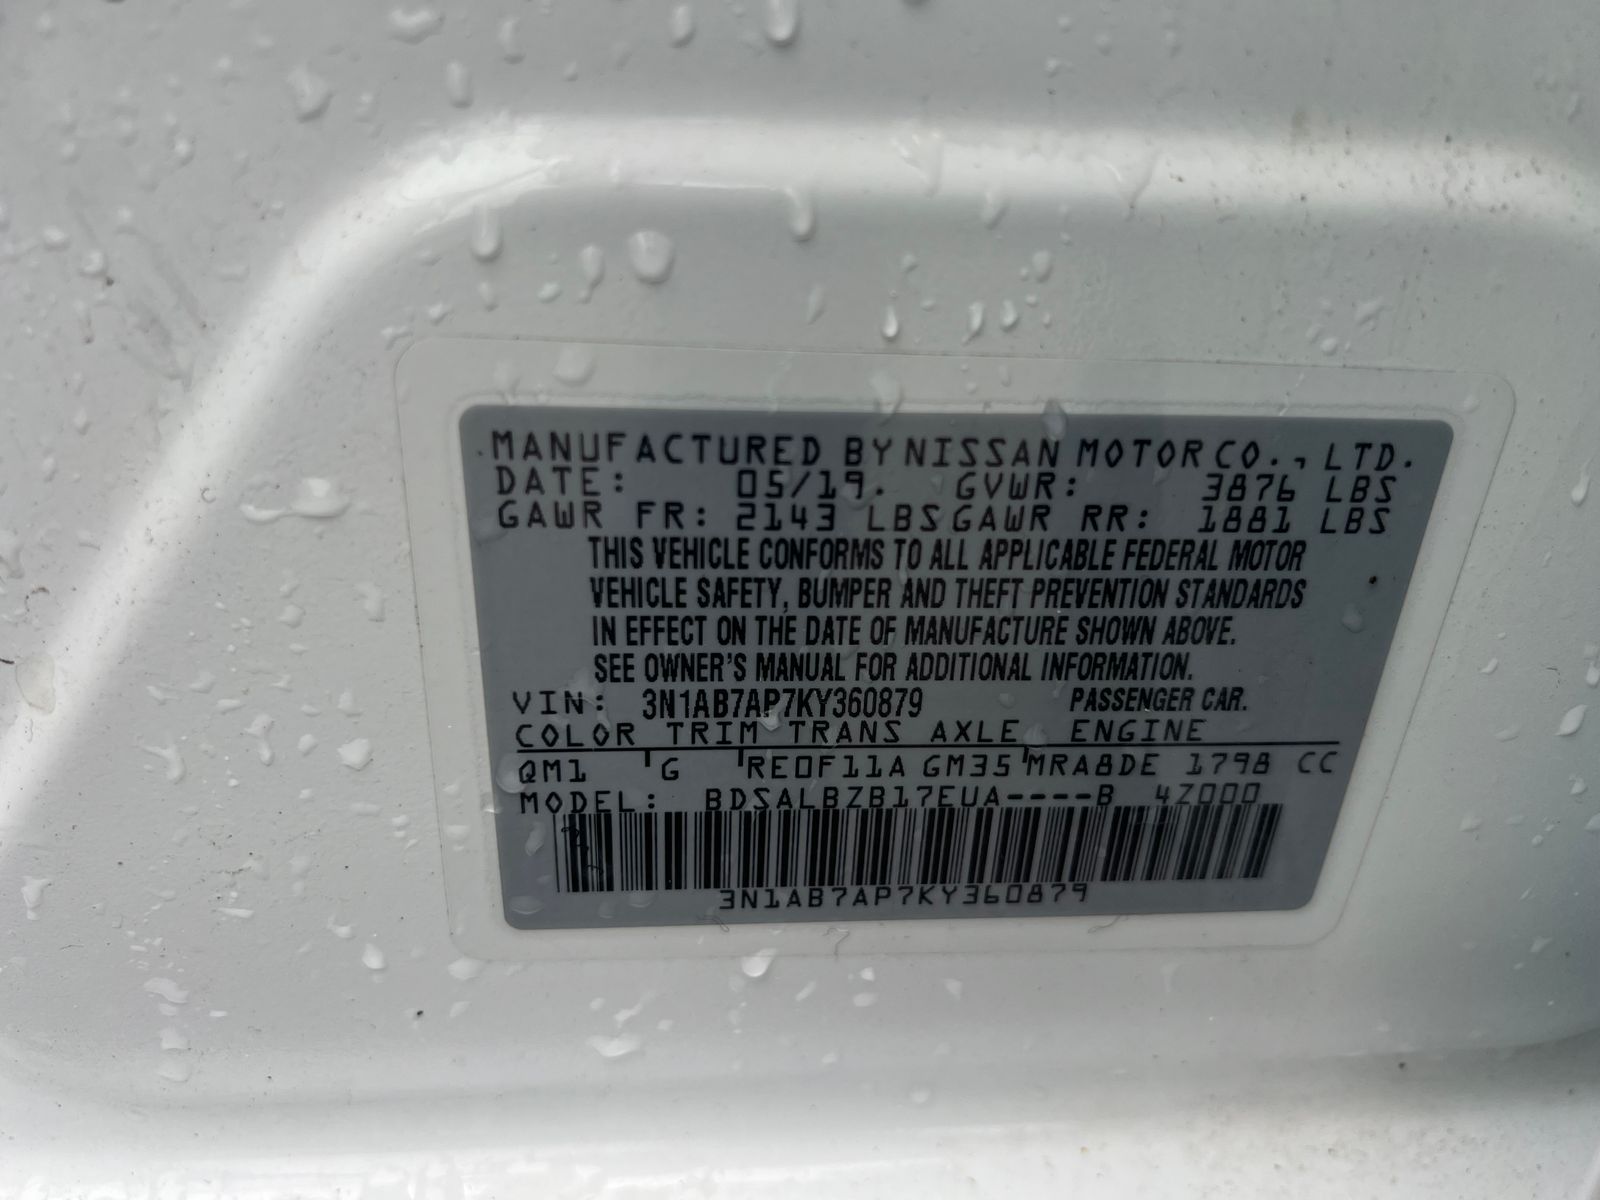 MANUFACTURED BY NISSAN MOTOR CO., LTD.
DATE: 05/19. GVWR: 3876 LBS
GAWR FR: 2143 LBS GAWR RR: 1881 LBS
THIS VEHICLE CONFORMS TO ALL APPLICABLE FEDERAL MOTOR
VEHICLE SAFETY, BUMPER AND THEFT PREVENTION STANDARDS
IN EFFECT ON THE DATE OF MANUFACTURE SHOWN ABOVE.
SEE OWNER'S MANUAL FOR ADDITIONAL INFORMATION.
VIN: 3N1AB7AP7KY360879 PASSENGER CAR.
COLOR TRIM TRANS AXLE ENGINE
QM1 G RE0F11A GM35 MRA8DE 1798 CC
MODEL: BDSALBZB17EUA----B 4Z000
3N1AB7AP7KY360879